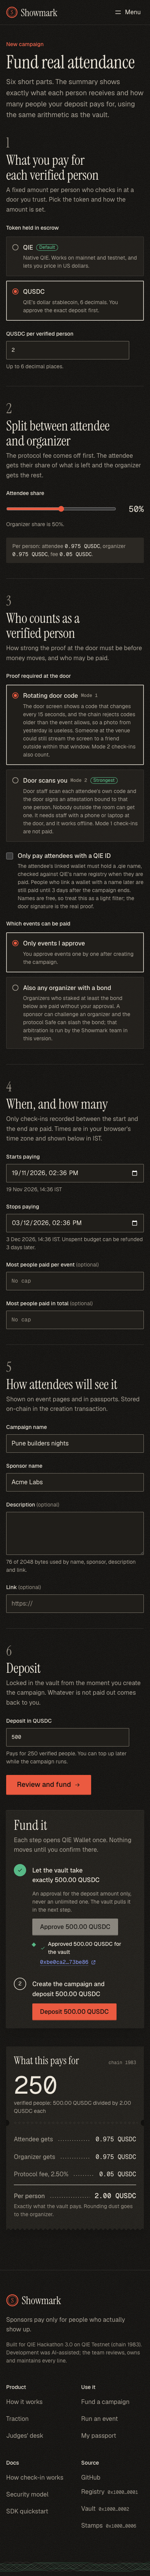 Showmark
Menu
New campaign
Fund real attendance
Six short parts. The summary shows
exactly what each person receives and how
many people your deposit pays for, using
the same arithmetic as the vault.
1
What you pay for
each verified person
A fixed amount per person who checks in at a
door you trust. Pick the token and how the
amount is set.
Token held in escrow
QIE Default
Native QIE. Works on mainnet and testnet, and
lets you price in US dollars.
QUSDC
QIE's dollar stablecoin, 6 decimals. You
approve the exact deposit first.
QUSDC per verified person
2
Up to 6 decimal places.
2
Split between attendee
and organizer
The protocol fee comes off first. The attendee
gets their share of what is left and the organizer
gets the rest.
Attendee share
50%
Organizer share is 50%.
Per person: attendee 0.975 QUSDC, organizer
0.975 QUSDC, fee 0.05 QUSDC.
3
Who counts as a
verified person
How strong the proof at the door must be before
money moves, and who may be paid.
Proof required at the door
Rotating door code Mode 1
The door screen shows a code that changes
every 15 seconds, and the chain rejects codes
older than the event allows, so a photo goes
stale. Someone at the
venue could still stream the screen to a friend
outside within that window. Mode 2 check-ins
also count.
Door scans you Mode 2 Strongest
Door staff scan each attendee's own code and
the door signs an attestation bound to that
one person. Nobody outside the room can get
one. It needs staff with a phone or laptop at
the door, and it works offline. Mode 1 check-ins
are not paid.
Only pay attendees with a QIE ID
The attendee's linked wallet must hold a .qie name,
checked against QIE's name registry when they are
paid. People who link a wallet with a name later are
still paid until 3 days after the campaign ends.
Names are free, so treat this as a light filter; the
door signature is the real proof.
Which events can be paid
Only events I approve
You approve events by one after creating
the campaign.
Also any organizer with a bond
Organizers who staked at least the bond
below are paid without your approval. A
sponsor can challenge an organizer and the
protocol Safe can slash the bond; that
arbitration is run by the Showmark team in
this version.
4
When, and how many
Only check-ins recorded between the start and
the end are paid. Times are in your browser's
time zone and shown below in IST.
Starts paying
19/11/2026, 02:36 PM
19 Nov 2026, 14:36 IST
Stops paying
03/12/2026, 02:36 PM
3 Dec 2026, 14:36 IST. Unspent budget can be refunded
3 days later.
Most people paid per event (optional)
No cap
Most people paid in total (optional)
No cap
5
How attendees will see it
Shown on event pages and in passports. Stored
on-chain in the creation transaction.
Campaign name
Pune builders nights
Sponsor name
Acme Labs
Description (optional)
76 of 2048 bytes used by name, sponsor, description
and link.
Link (optional)
https://
6
Deposit
Locked in the vault from the moment you create
the campaign. Whatever is not paid out comes
back to you.
Deposit in QUSDC
500
Pays for 250 verified people. You can top up later
while the campaign runs.
Review and fund →
Fund it
Each step opens QIE Wallet once. Nothing
moves until you confirm there.
Let the vault take
exactly 500.00 QUSDC
An approval for the deposit amount only,
never an unlimited one. The vault pulls it
in the next step.
Approve 500.00 QUSDC
Approved 500.00 QUSDC for
the vault
2
Create the campaign and
deposit 500.00 QUSDC
Deposit 500.00 QUSDC
What this pays for
chain 1983
250
verified people: 500.00 QUSDC divided by 2.00
QUSDC each
Attendee gets 0.975 QUSDC
Organizer gets 0.975 QUSDC
Protocol fee, 2.50% 0.05 QUSDC
Per person 2.00 QUSDC
Exactly what the vault pays. Rounding dust goes
to the organizer.
Showmark
Sponsors pay only for people who actually
show up.
Built for QIE Hackathon 3.0 on QIE Testnet (chain 1983).
Development was AI-assisted; the team reviews, owns
and maintains every line.
Product
Use it
How it works
Fund a campaign
Traction
Run an event
Judges' desk
My passport
Docs
Source
How check-in works
GitHub
Security model
Registry
SDK quickstart
Vault
Stamps